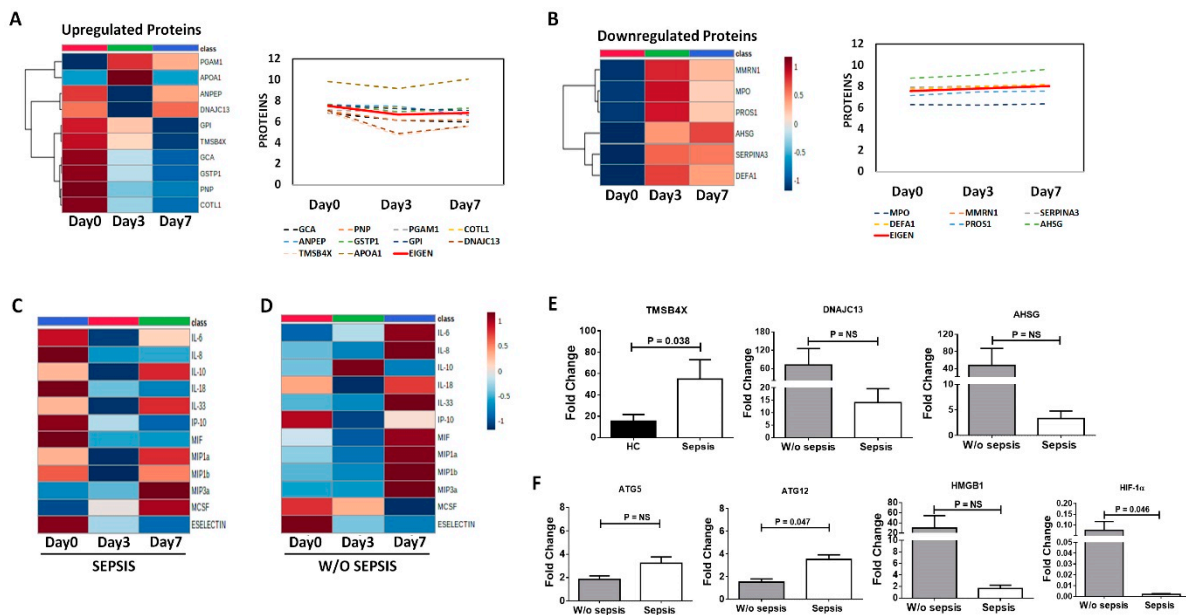 A
Upregulated Proteins
class
PGAM1
APOA1
ANPEP
DNAJC13
GPI
TMSB4X
GCA
GSTP1
PNP
COTL1
Day0 Day3 Day7
PROTEINS
12
10
8
6
4
2
0
Day0 Day3 Day7
GCA PNP PGAM1 COTL1
ANPEP GSTP1 GPI DNAJC13
TMSB4X APOA1 EIGEN
B
Downregulated Proteins
class
MMRN1
MPO
PROS1
AHSG
SERPINA3
DEFA1
1
0.5
0
-0.5
-1
Day0 Day3 Day7
PROTEINS
12
10
8
6
4
2
0
Day0 Day3 Day7
MPO MMRN1 SERPINA3
DEFA1 PROS1 AHSG
EIGEN
C
class
IL-6
IL-8
IL-10
IL-18
IL-33
IP-10
MIF
MIP1a
MIP1b
MIP3a
MCSF
ESELECTIN
Day0 Day3 Day7
SEPSIS
D
class
IL-6
IL-8
IL-10
IL-18
IL-33
IP-10
MIF
MIP1a
MIP1b
MIP3a
MCSF
ESELECTIN
1
0.5
0
-0.5
-1
Day0 Day3 Day7
W/O SEPSIS
E
TMSB4X
P = 0.038
Fold Change
100
80
60
40
20
0
HC Sepsis
DNAJC13
P = NS
Fold Change
180
120
60
20
15
10
5
0
W/o sepsis Sepsis
AHSG
P = NS
Fold Change
120
80
40
10
5
0
W/o sepsis Sepsis
F
ATG5
P = NS
Fold Change
6
4
2
0
W/o sepsis Sepsis
ATG12
P = 0.047
Fold Change
6
4
2
0
W/o sepsis Sepsis
HMGB1
P = NS
Fold Change
80
60
40
20
10
8
6
4
2
0
W/o sepsis Sepsis
HIF-1α
P = 0.046
Fold Change
0.20
0.15
0.10
0.05
0.05
0.04
0.03
0.02
0.01
0.00
W/o sepsis Sepsis